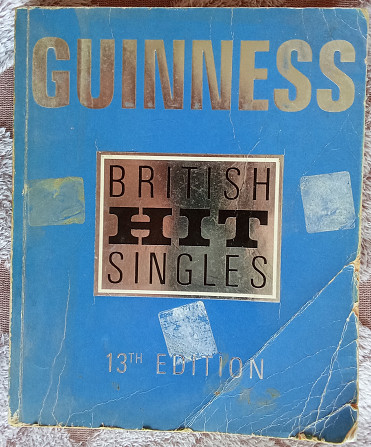 GUINNESS
BRITISH
HIT
SINGLES
13TH EDITION